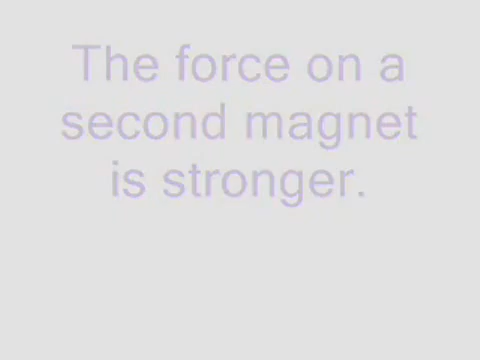 The force on a
second magnet
is stronger.